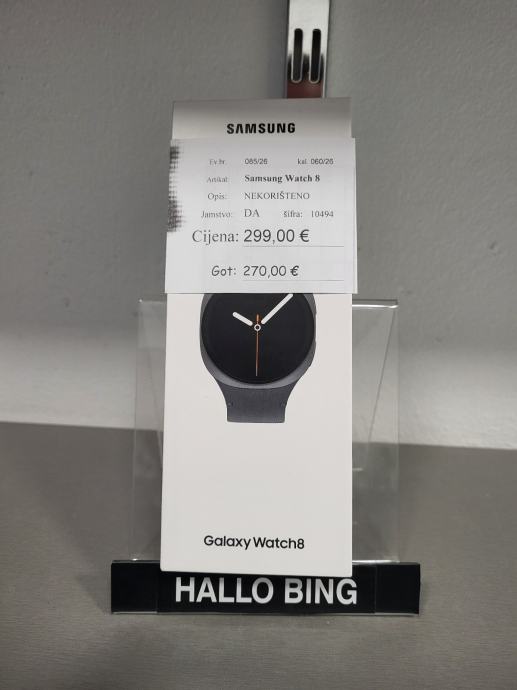 SAMSUNG
Ev.br. 085/26 kal. 060/26
Artikal: Samsung Watch 8
Opis: NEKORIŠTENO
Jamstvo: DA šifra: 10494
Cijena: 299,00 €
Got: 270,00 €
Galaxy Watch8
HALLO BING